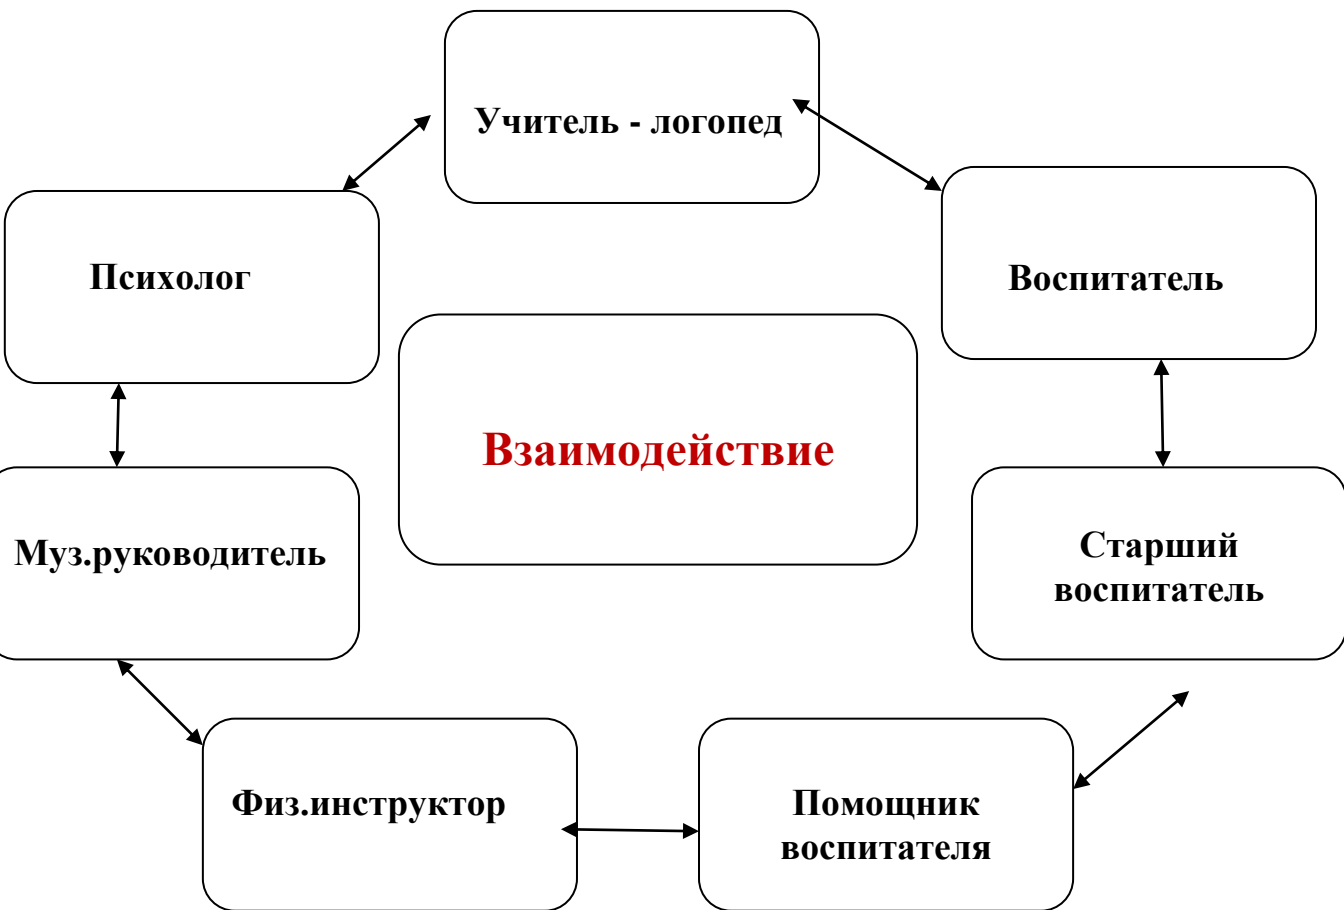 Учитель - логопед
Психолог
Воспитатель
Взаимодействие
Муз.руководитель
Старший
воспитатель
Физ.инструктор
Помощник
воспитателя